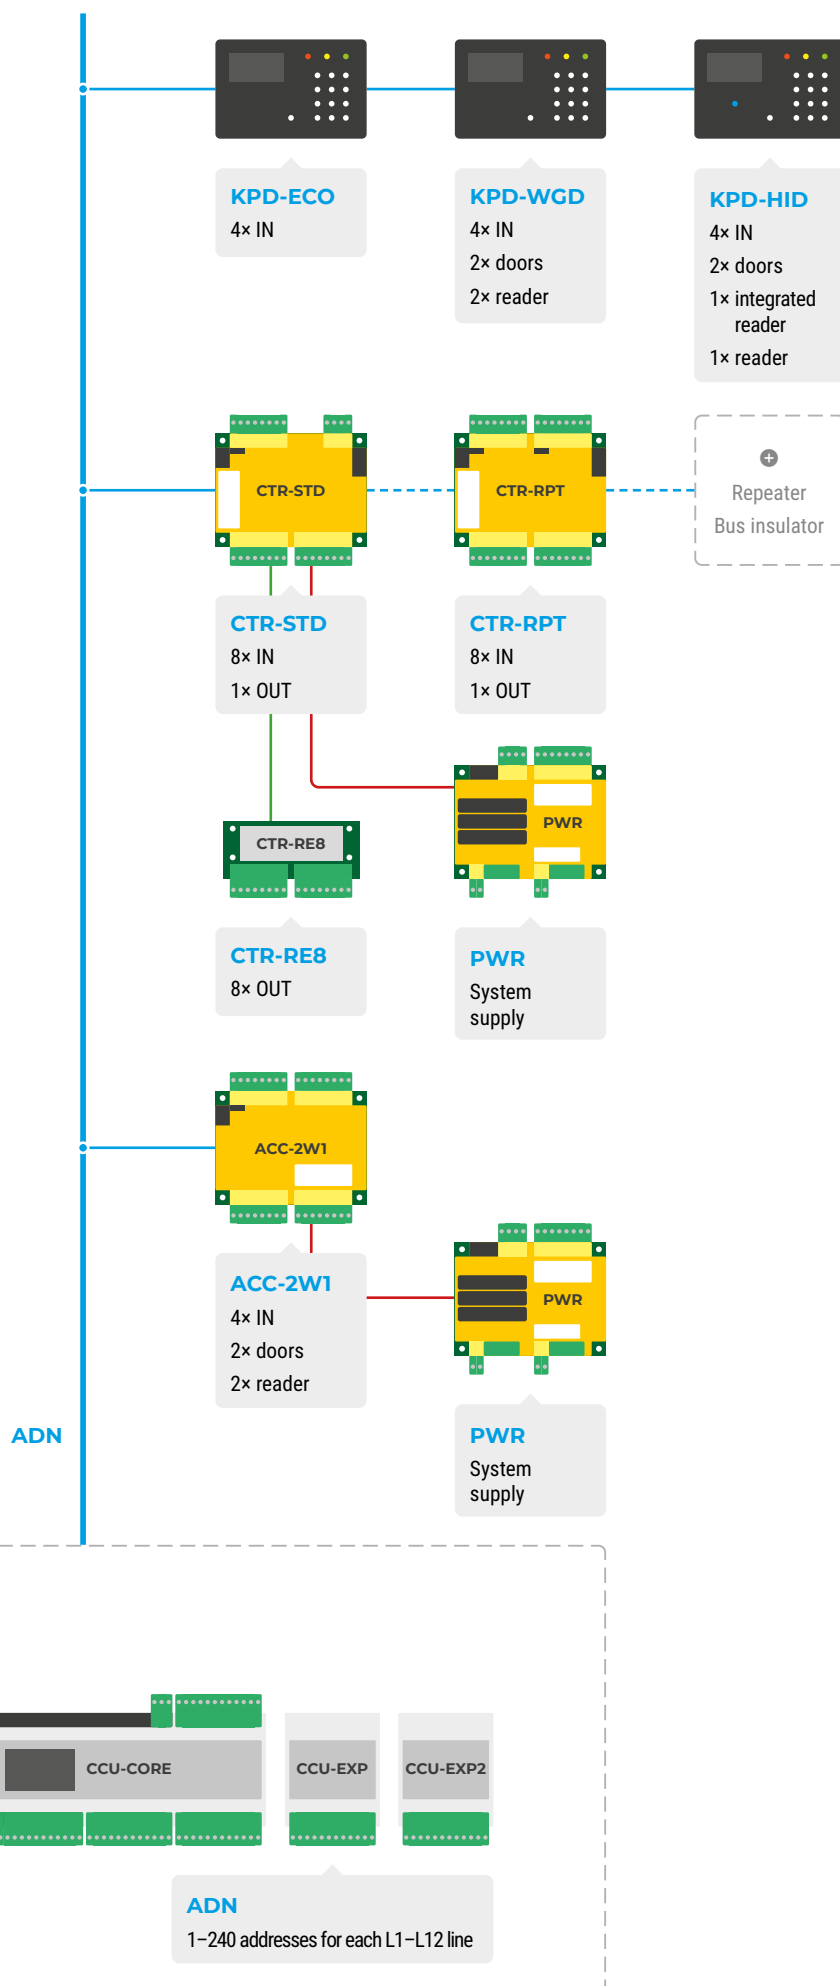 KPD-ECO
4× IN
KPD-WGD
4× IN
2× doors
2× reader
KPD-HID
4× IN
2× doors
1× integrated
reader
1× reader
CTR-STD
CTR-RPT
Repeater
Bus insulator
CTR-STD
8× IN
1× OUT
CTR-RPT
8× IN
1× OUT
PWR
CTR-RE8
CTR-RE8
8× OUT
PWR
System
supply
ACC-2W1
ACC-2W1
4× IN
2× doors
2× reader
PWR
PWR
System
supply
ADN
CCU-CORE
CCU-EXP
CCU-EXP2
ADN
1–240 addresses for each L1–L12 line